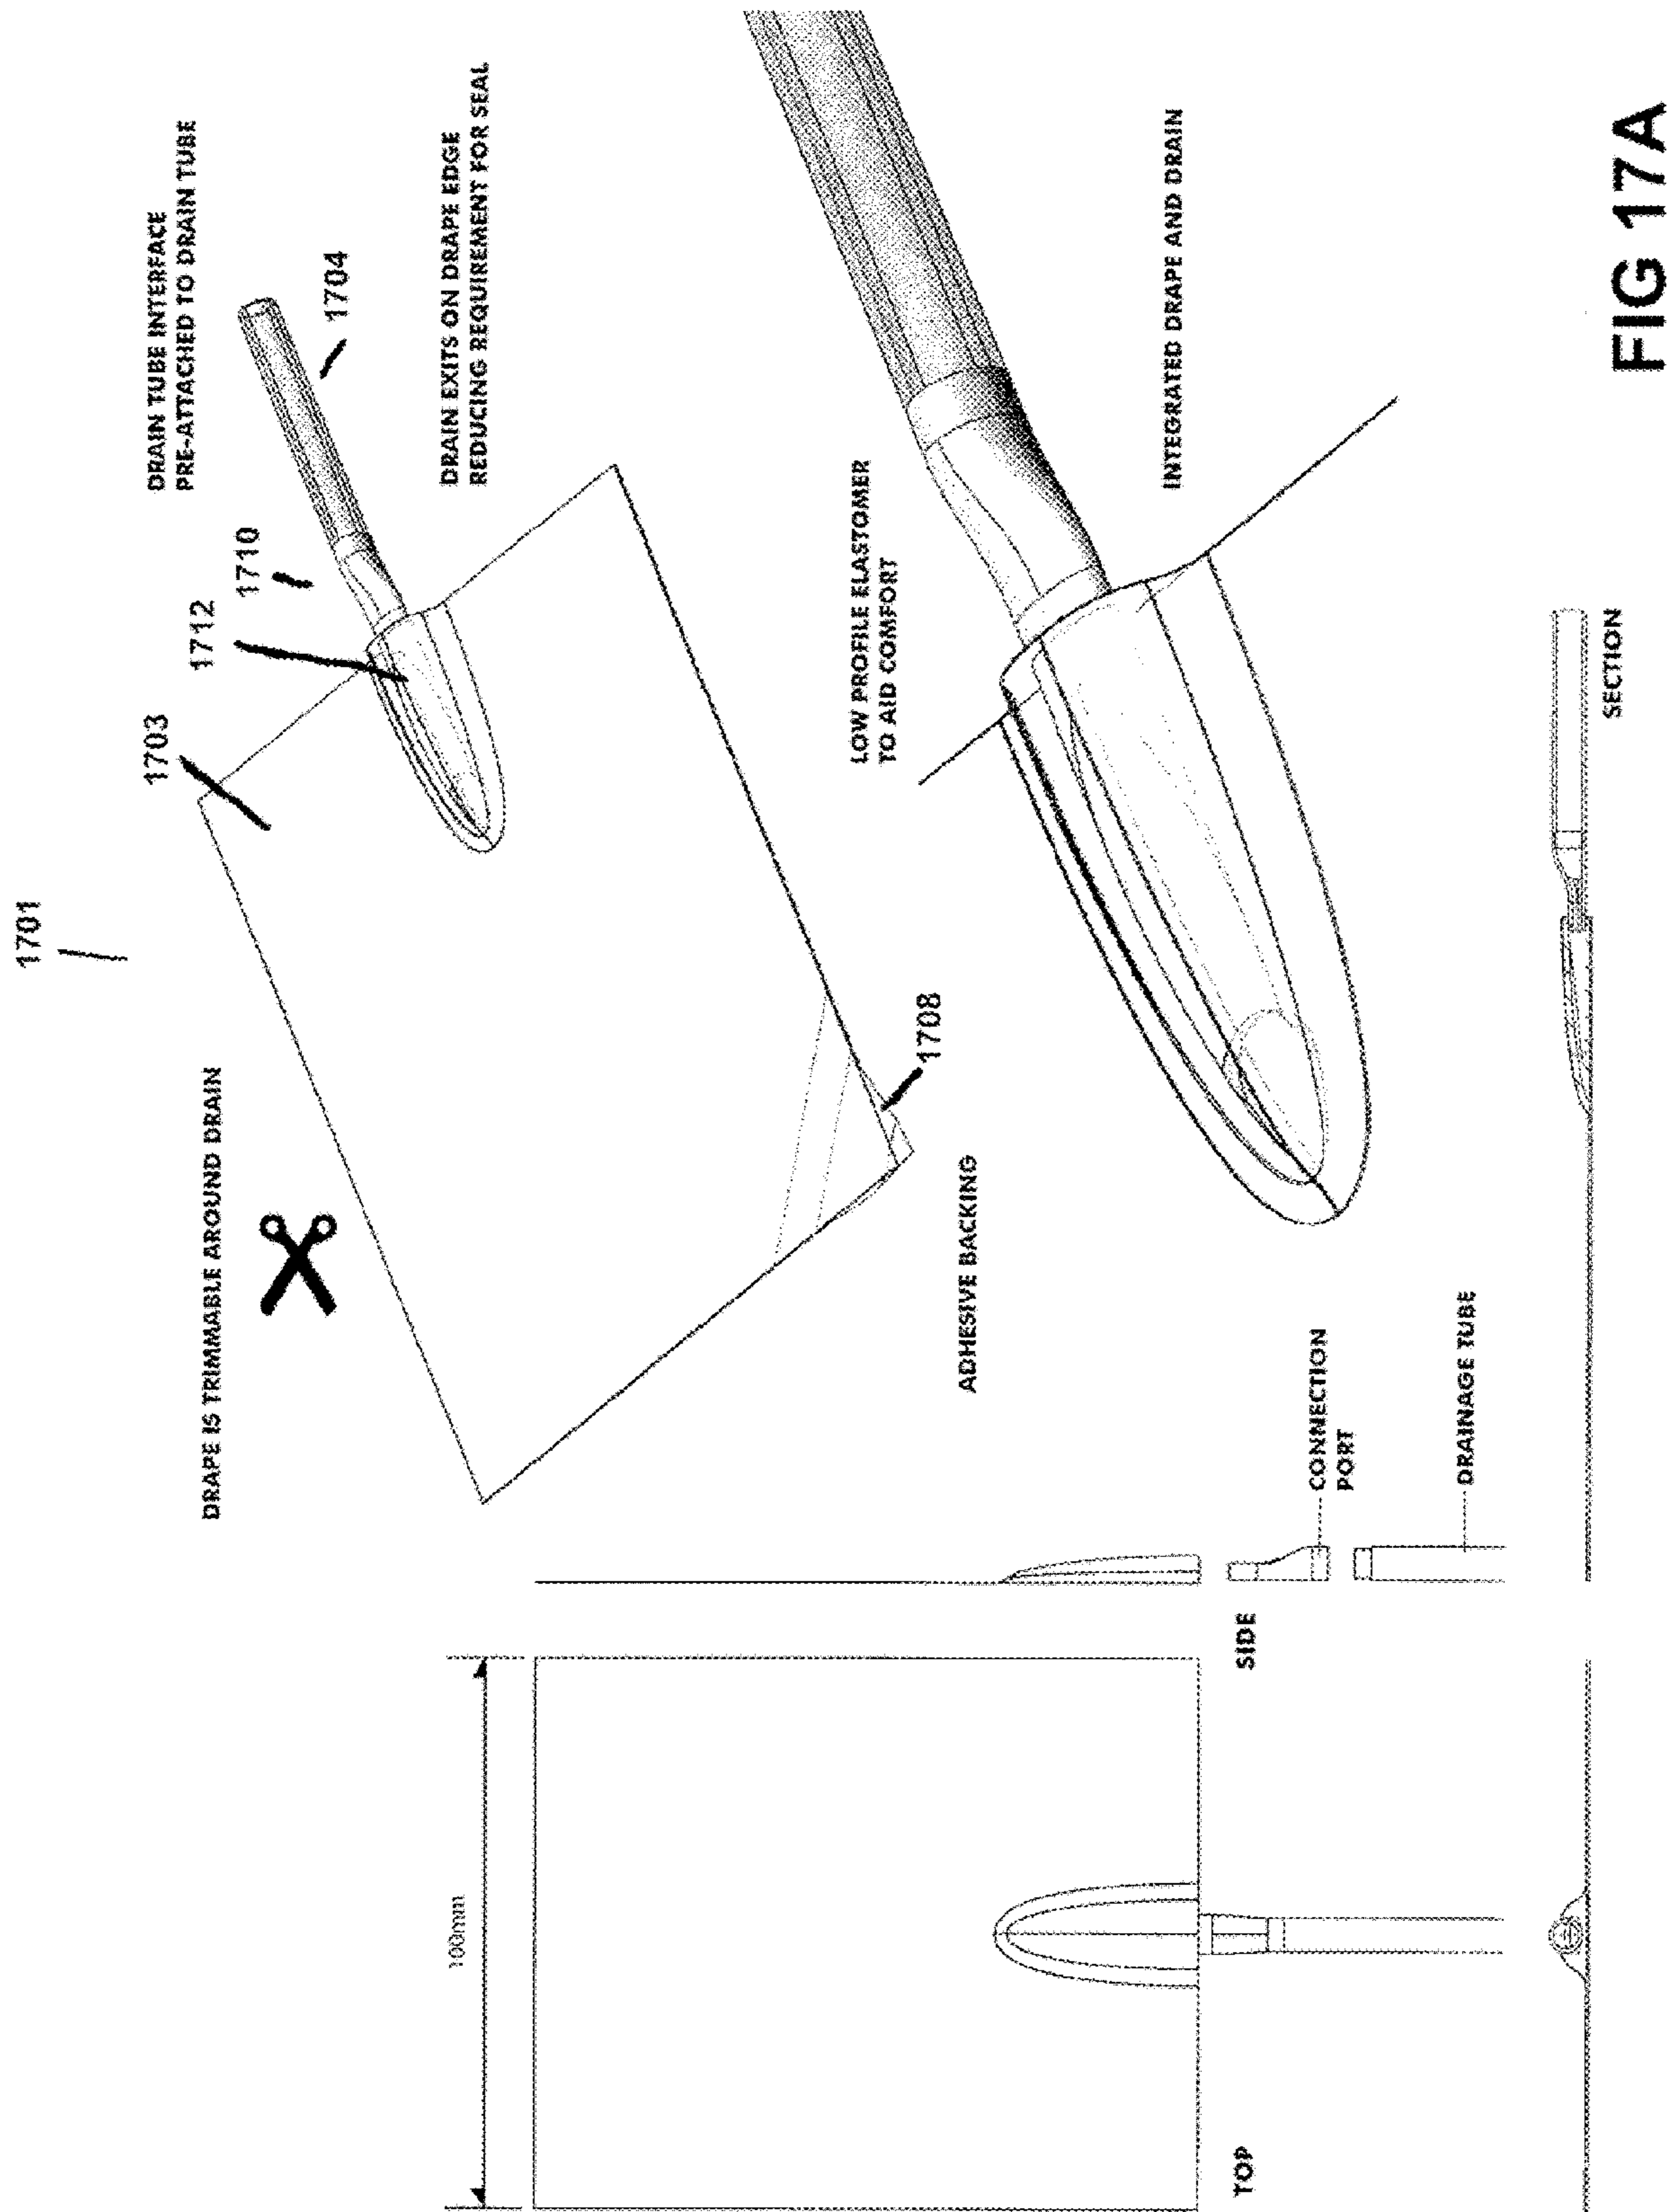 1701
DRAPE IS TRIMMABLE AROUND DRAIN
1703
1712
1710
DRAIN TUBE INTERFACE
PRE-ATTACHED TO DRAIN TUBE
1704
DRAIN EXITS ON DRAPE EDGE
REDUCING REQUIREMENT FOR SEAL
100mm
1708
ADHESIVE BACKING
LOW PROFILE ELASTOMER
TO AID COMFORT
INTEGRATED DRAPE AND DRAIN
TOP
SIDE
CONNECTION
PORT
DRAINAGE TUBE
SECTION
FIG 17A